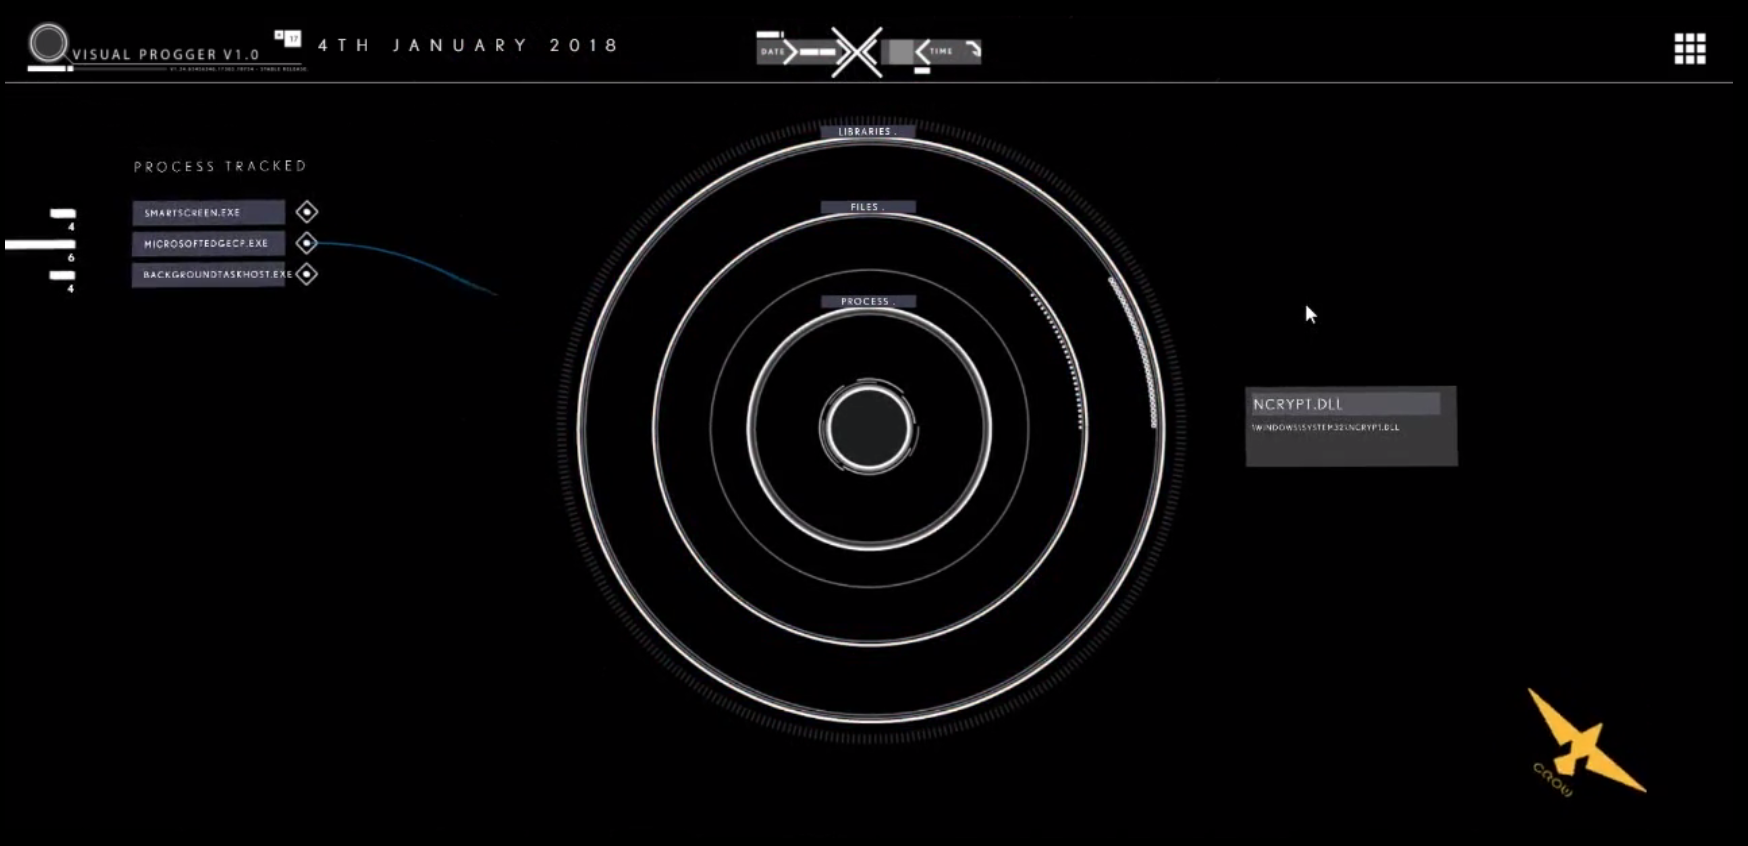 VISUAL PROGGER V1.0
17
4TH JANUARY 2018
DATE
TIME
PROCESS TRACKED
SMARTSCREEN.EXE
4
MICROSOFTEDGECP.EXE
6
BACKGROUNDTASKHOST.EXE
4
LIBRARIES .
FILES .
PROCESS .
NCRYPT.DLL
\WINDOWS\SYSTEM32\NCRYPT.DLL
CROW